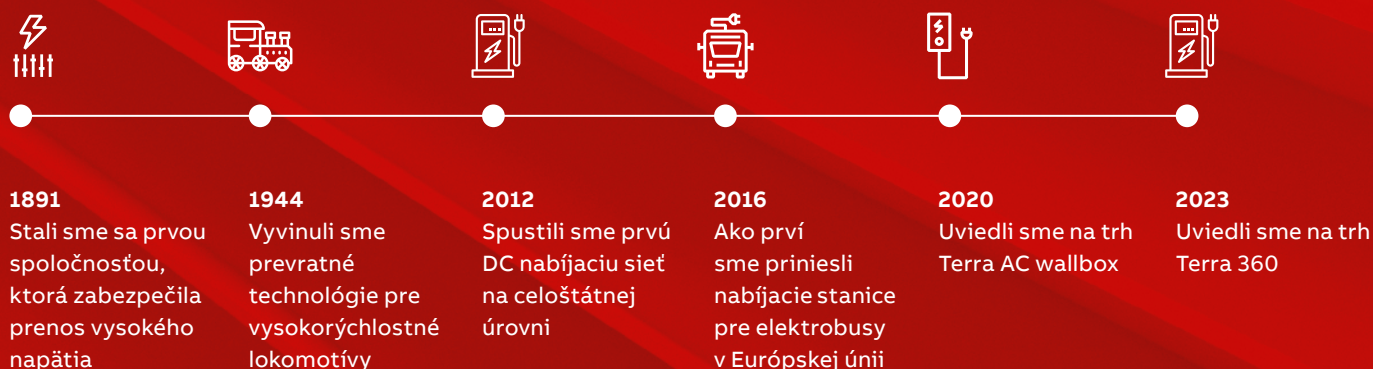 1891
Stali sme sa prvou
spoločnosťou,
ktorá zabezpečila
prenos vysokého
napätia
1944
Vyvinuli sme
prevratné
technológie pre
vysokorýchlostné
lokomotívy
2012
Spustili sme prvú
DC nabíjaciu sieť
na celoštátnej
úrovni
2016
Ako prví
sme priniesli
nabíjacie stanice
pre elektrobusy
v Európskej únii
2020
Uviedli sme na trh
Terra AC wallbox
2023
Uviedli sme na trh
Terra 360